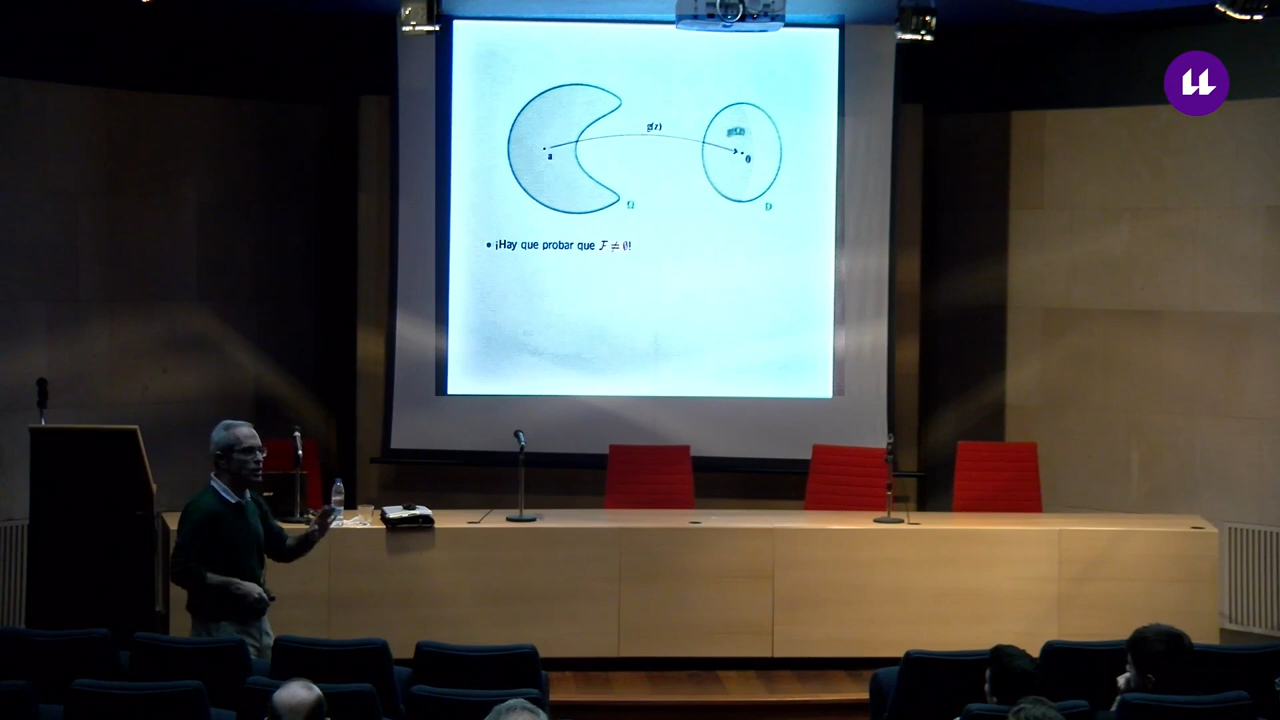 g(z)
a
0
Ω
D
• ¡Hay que probar que ℱ ≠ ∅!